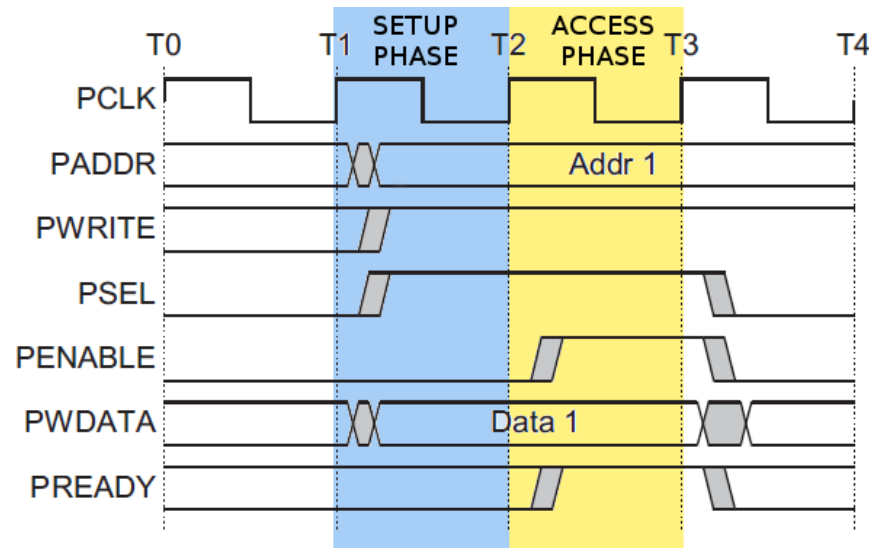 SETUP PHASE
ACCESS PHASE
T0 T1 T2 T3 T4
PCLK
PADDR Addr 1
PWRITE
PSEL
PENABLE
PWDATA Data 1
PREADY